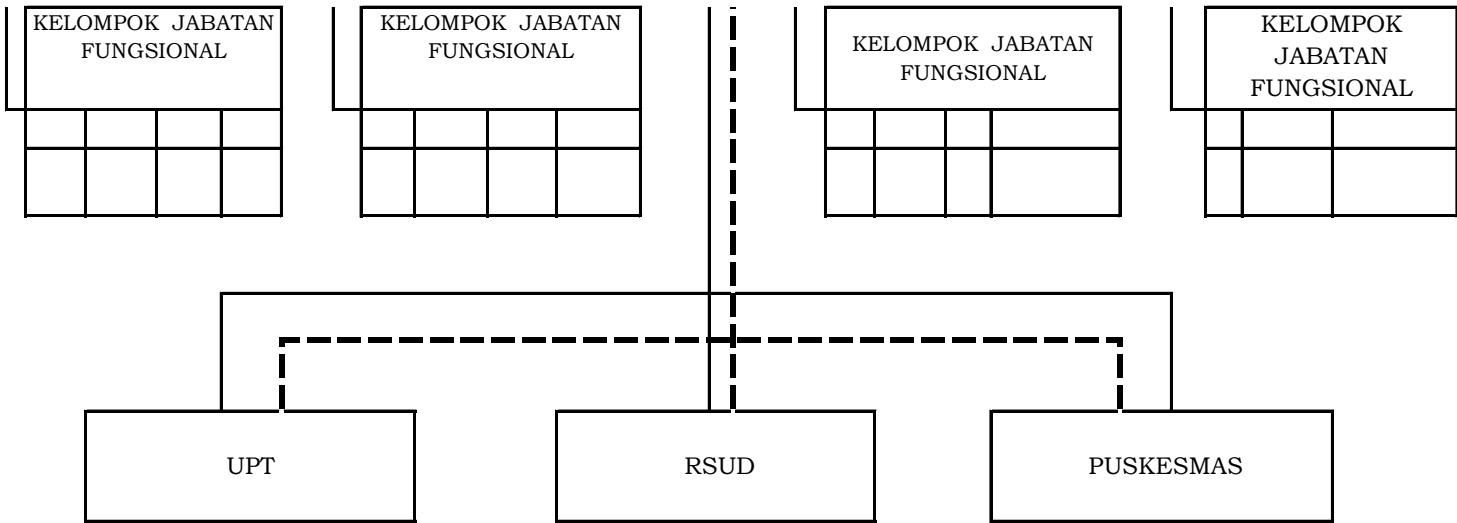 KELOMPOK JABATAN
FUNGSIONAL
KELOMPOK JABATAN
FUNGSIONAL
KELOMPOK JABATAN
FUNGSIONAL
KELOMPOK
JABATAN
FUNGSIONAL
UPT
RSUD
PUSKESMAS